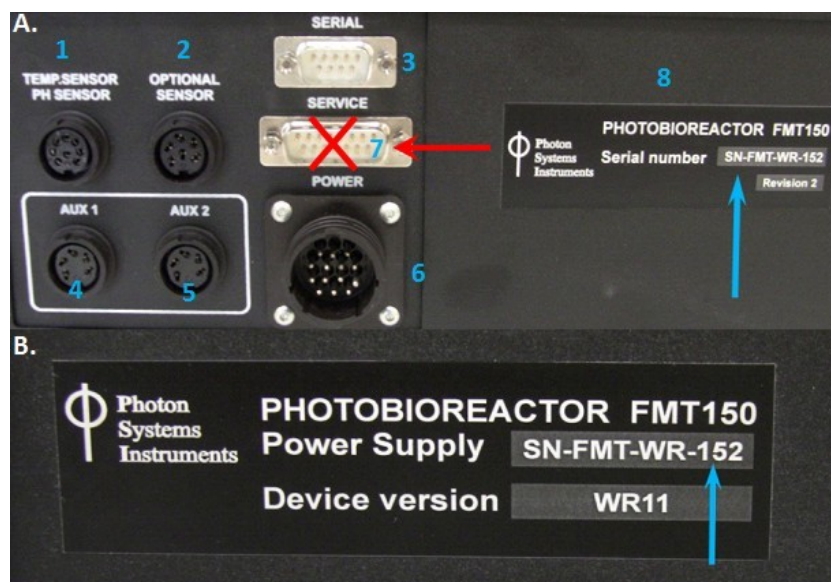 A.
SERIAL
1
2
3
8
TEMP.SENSOR
PH SENSOR
OPTIONAL
SENSOR
SERVICE
7
POWER
AUX 1
AUX 2
4
5
6
Photon
Systems
Instruments
PHOTOBIOREACTOR FMT150
Serial number SN-FMT-WR-152
Revision 2
B.
Photon
Systems
Instruments
PHOTOBIOREACTOR FMT150
Power Supply SN-FMT-WR-152
Device version WR11